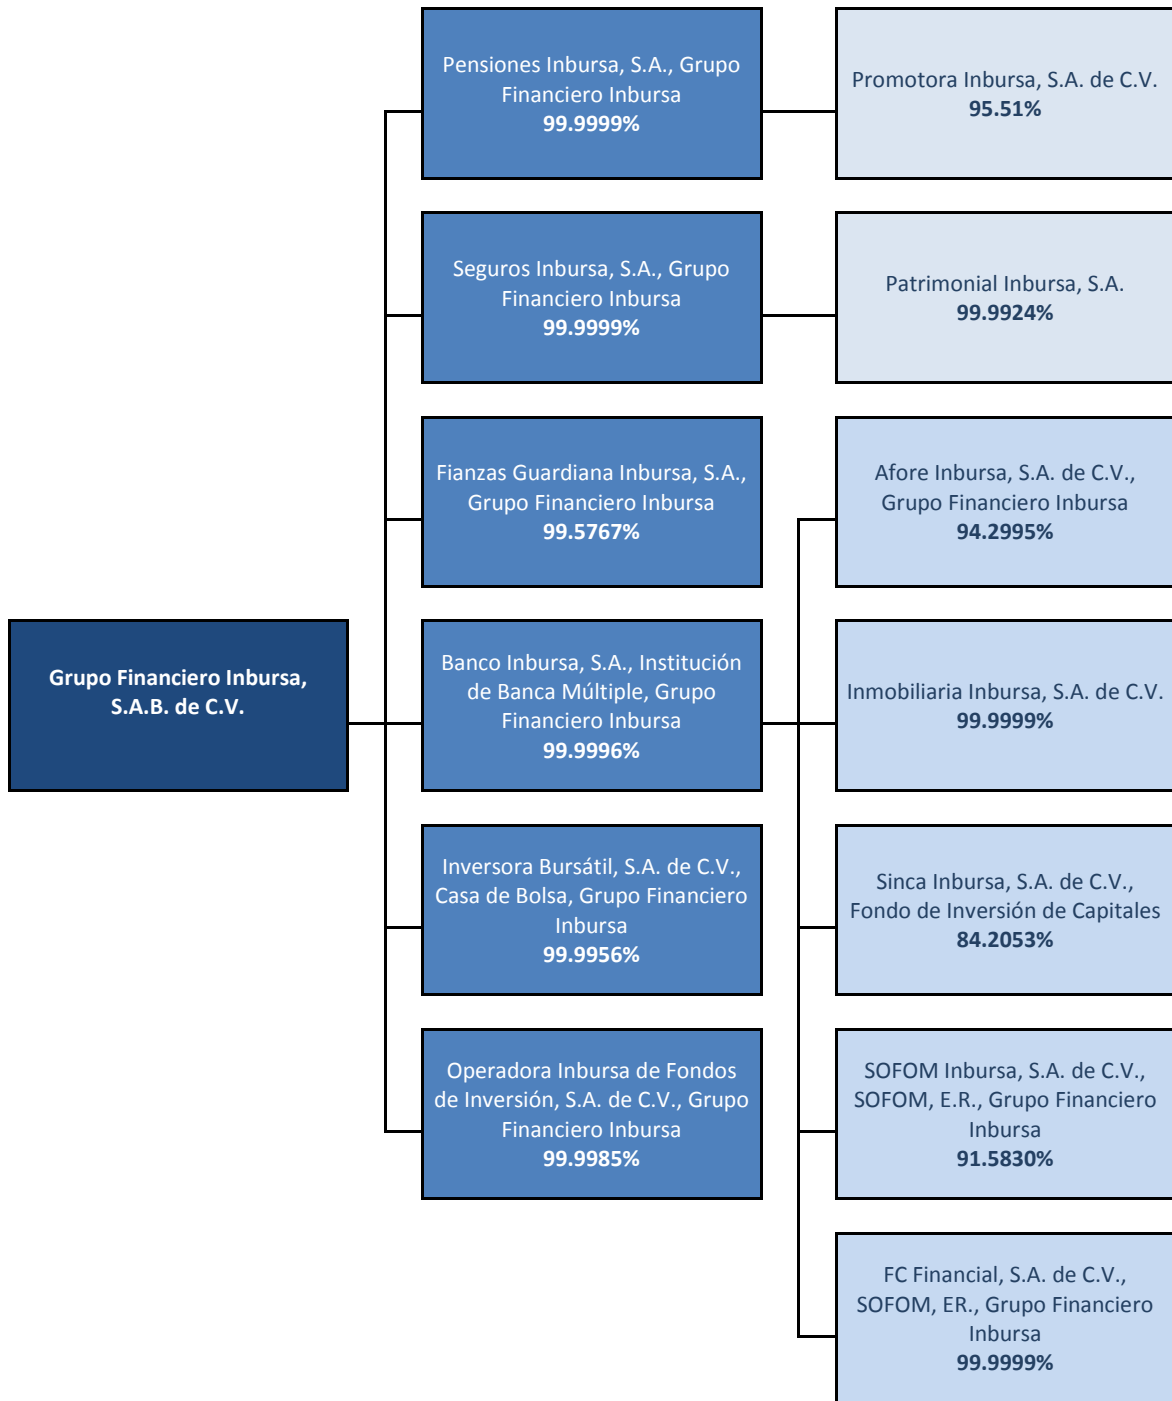 Pensiones Inbursa, S.A., Grupo
Financiero Inbursa
99.9999%
Promotora Inbursa, S.A. de C.V.
95.51%
Seguros Inbursa, S.A., Grupo
Financiero Inbursa
99.9999%
Patrimonial Inbursa, S.A.
99.9924%
Fianzas Guardiana Inbursa, S.A.,
Grupo Financiero Inbursa
99.5767%
Afore Inbursa, S.A. de C.V.,
Grupo Financiero Inbursa
94.2995%
Grupo Financiero Inbursa,
S.A.B. de C.V.
Banco Inbursa, S.A., Institución
de Banca Múltiple, Grupo
Financiero Inbursa
99.9996%
Inmobiliaria Inbursa, S.A. de C.V.
99.9999%
Inversora Bursátil, S.A. de C.V.,
Casa de Bolsa, Grupo Financiero
Inbursa
99.9956%
Sinca Inbursa, S.A. de C.V.,
Fondo de Inversión de Capitales
84.2053%
Operadora Inbursa de Fondos
de Inversión, S.A. de C.V., Grupo
Financiero Inbursa
99.9985%
SOFOM Inbursa, S.A. de C.V.,
SOFOM, E.R., Grupo Financiero
Inbursa
91.5830%
FC Financial, S.A. de C.V.,
SOFOM, ER., Grupo Financiero
Inbursa
99.9999%